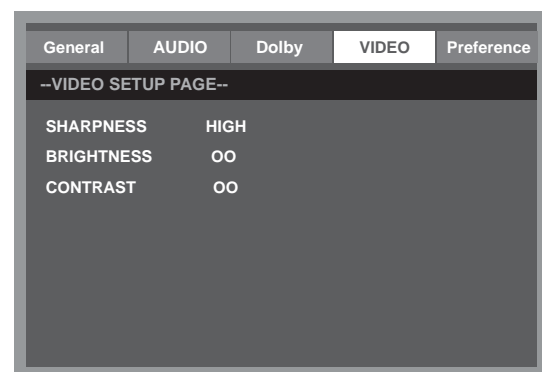 General AUDIO Dolby VIDEO Preference
--VIDEO SETUP PAGE--
SHARPNESS HIGH
BRIGHTNESS OO
CONTRAST OO